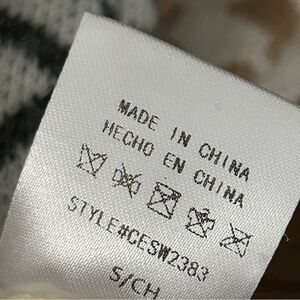 MADE IN CHINA
HECHO EN CHINA
STYLE#CESW2383
S/CH